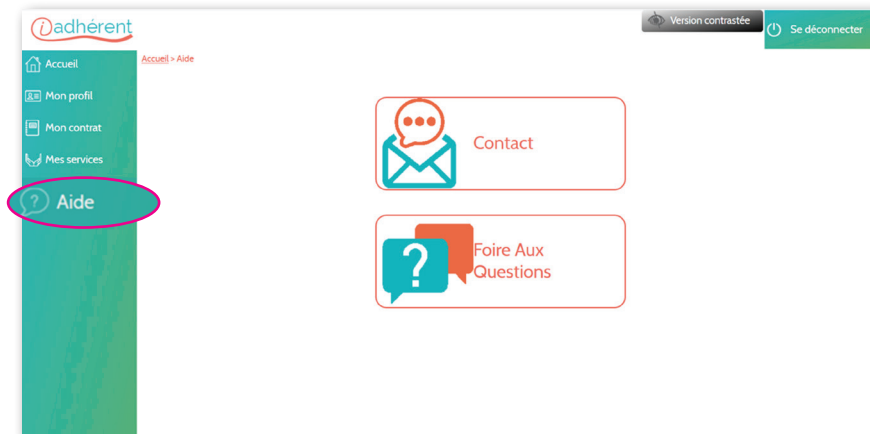 iadhérent
Version contrastée
Se déconnecter
Accueil
Mon profil
Mon contrat
Mes services
? Aide
Accueil > Aide
Contact
?
Foire Aux
Questions